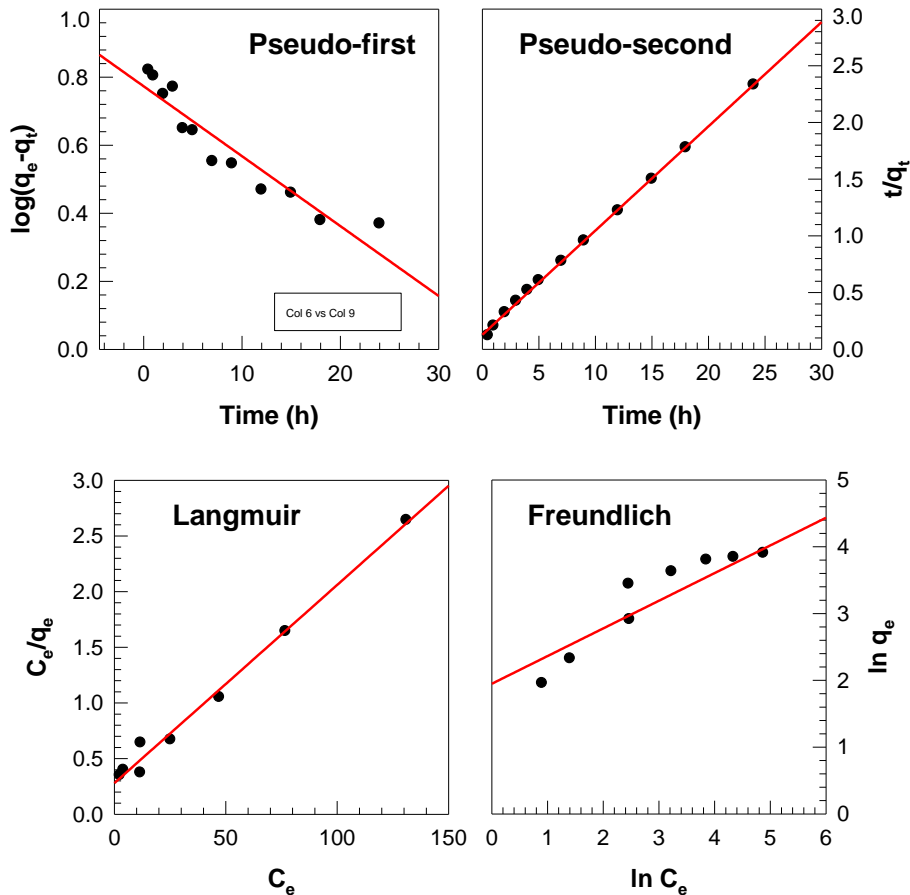 Pseudo-first
1.0
0.8
0.6
0.4
0.2
0.0
log(qe-qt)
Col 6 vs Col 9
0 10 20 30
Time (h)
Pseudo-second
3.0
2.5
2.0
1.5
1.0
0.5
0.0
t/qt
0 5 10 15 20 25 30
Time (h)
Langmuir
3.0
2.5
2.0
1.5
1.0
0.5
0.0
Ce/qe
0 50 100 150
Ce
Freundlich
5
4
3
2
1
0
ln qe
0 1 2 3 4 5 6
ln Ce